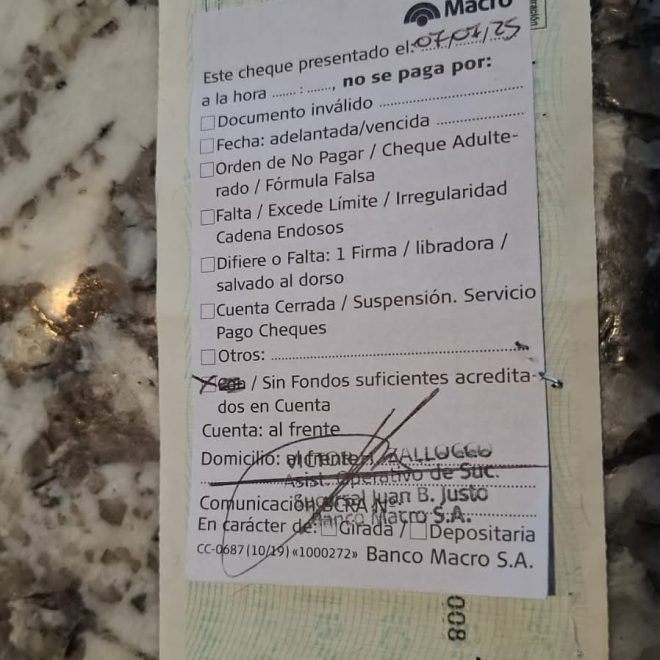 Macro
Este cheque presentado el: 07/07/25
a la hora ...... : ......, no se paga por:
□ Documento inválido ..........................
□ Fecha: adelantada/vencida ................
□ Orden de No Pagar / Cheque Adulte-
rado / Fórmula Falsa
□ Falta / Excede Límite / Irregularidad
Cadena Endosos
□ Difiere o Falta: 1 Firma / libradora /
salvado al dorso
□ Cuenta Cerrada / Suspensión. Servicio
Pago Cheques
□ Otros: ..........................................
/ Sin Fondos suficientes acredita-
dos en Cuenta
Cuenta: al frente
Domicilio: al frente
Asist. Operativo de Suc.
Sucursal Juan B. Justo
Comunicación BCRA Nº
Banco Macro S.A.
En carácter de: □ Girada / □ Depositaria
CC-0687 (10/19) «1000272» Banco Macro S.A.
008